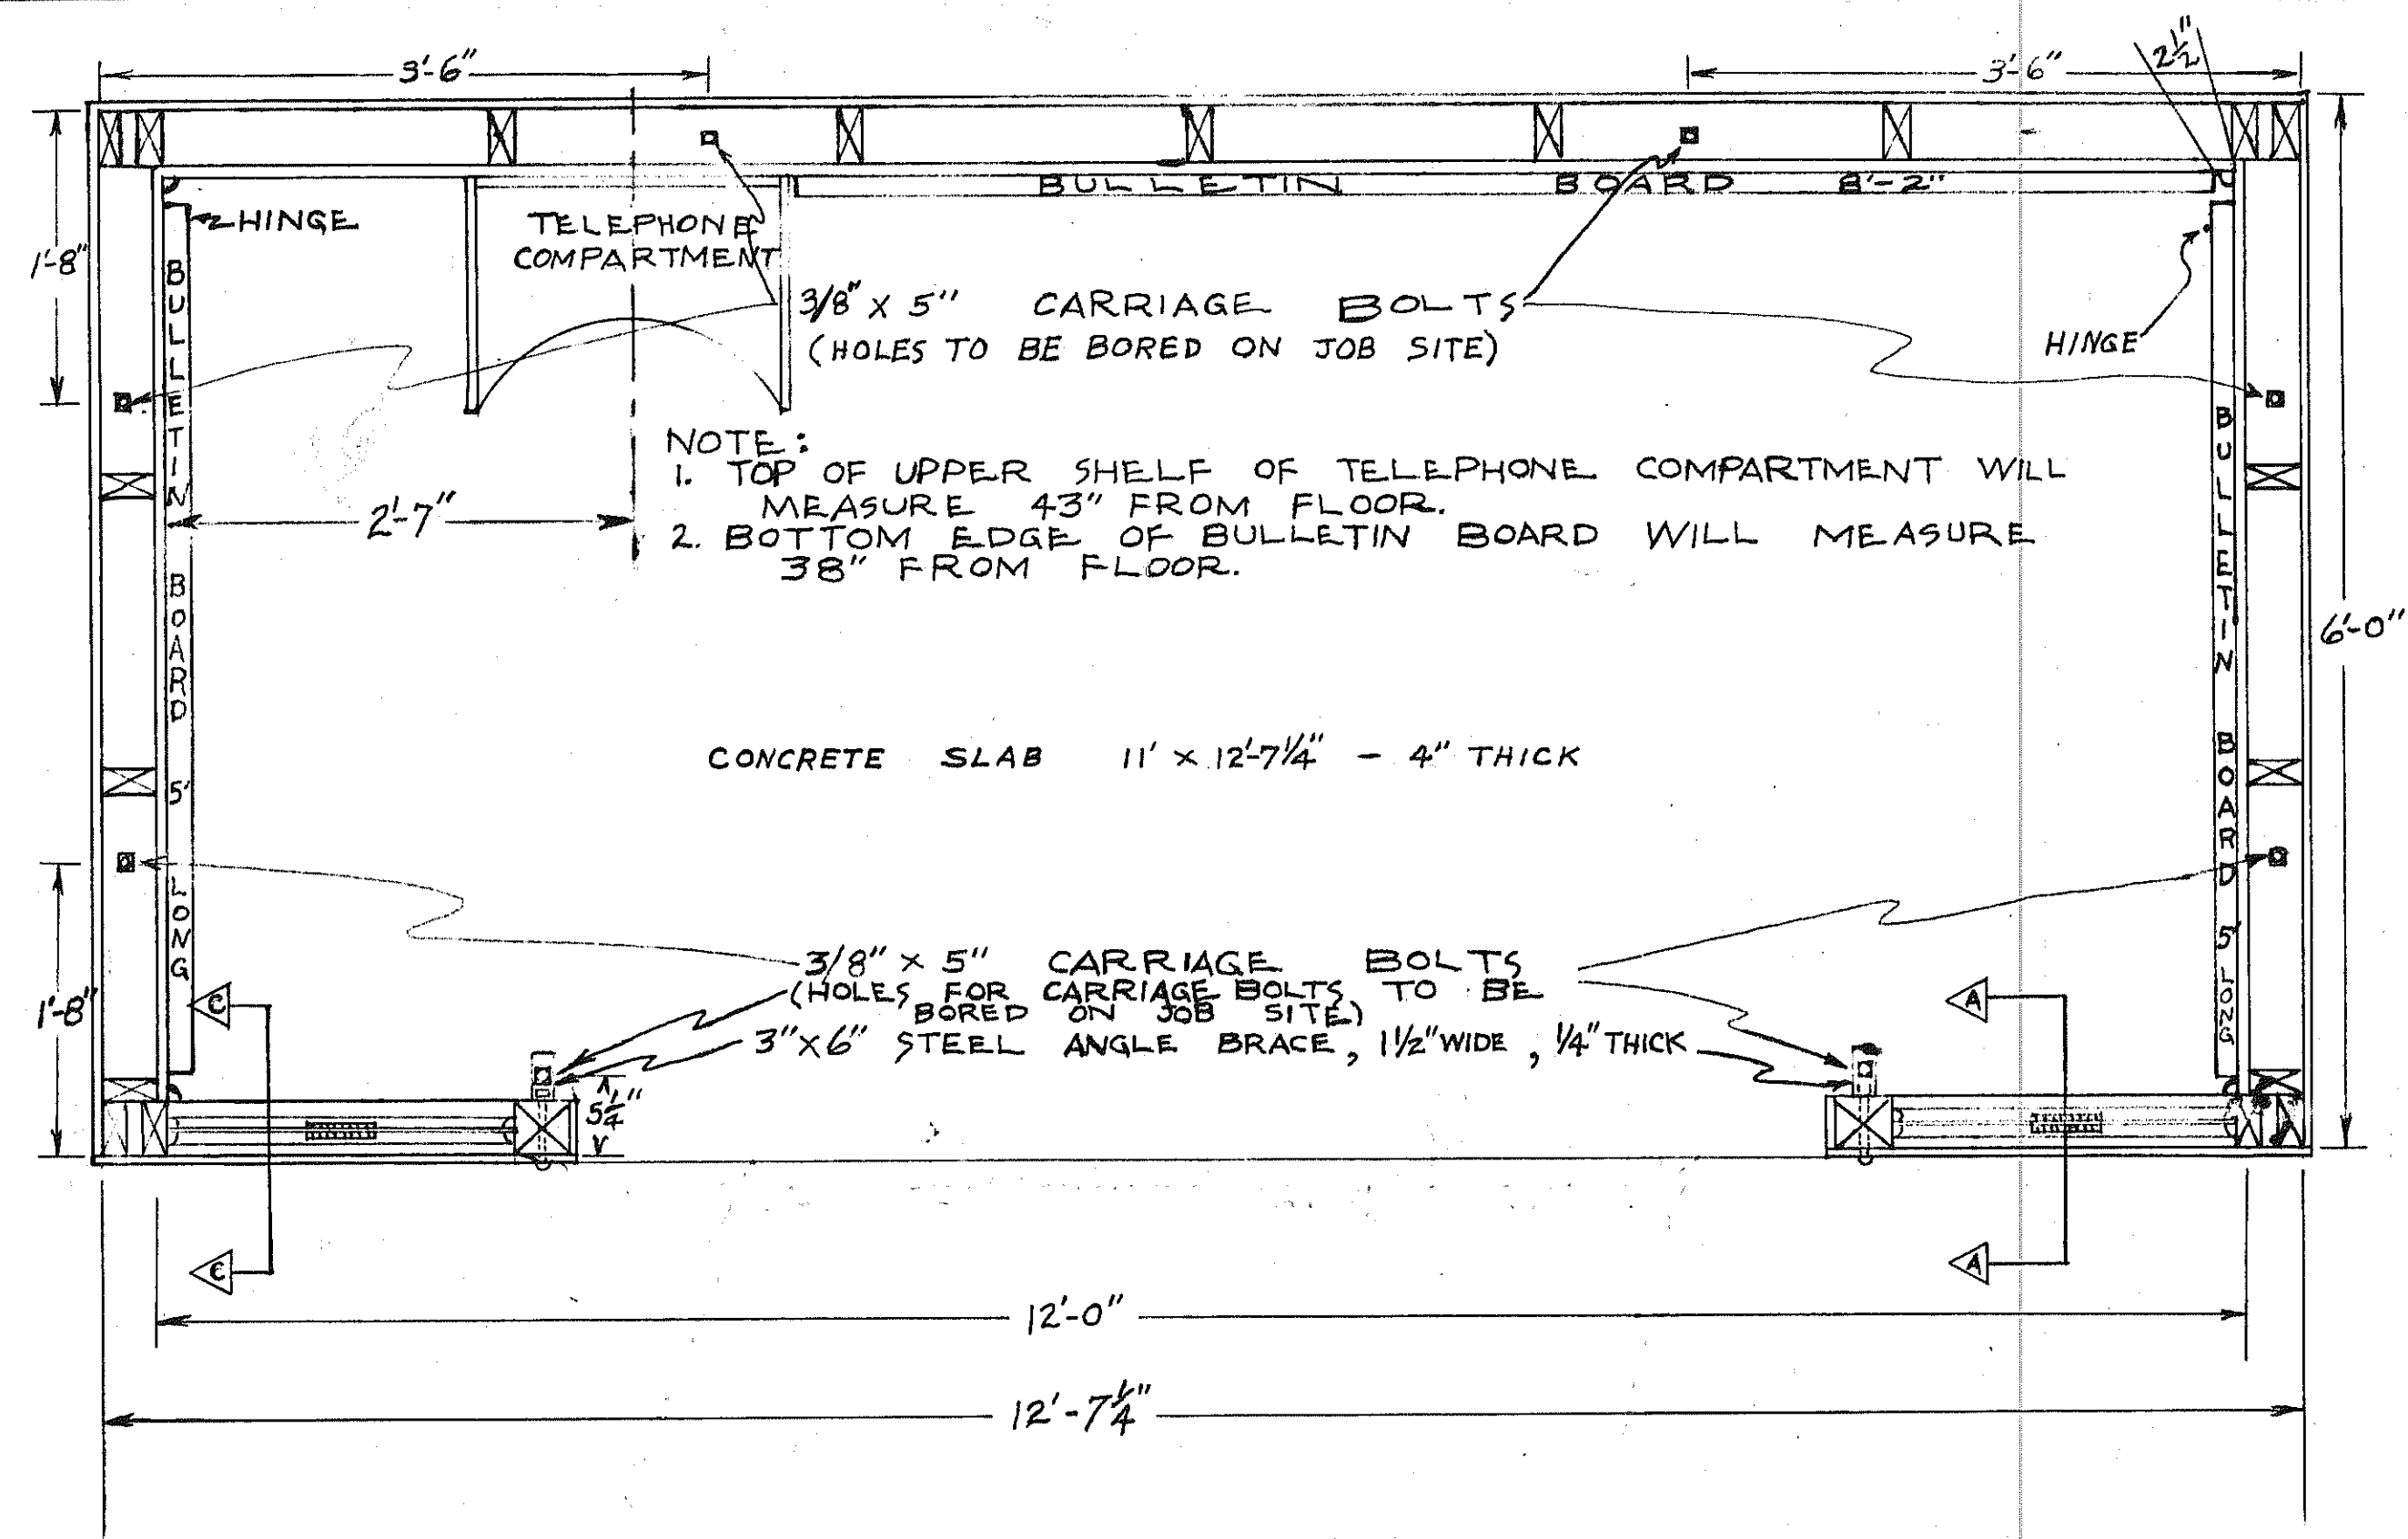 3'-6"
3'-6"
2½"
BULLETIN BOARD 8'-2"
HINGE
TELEPHONE
COMPARTMENT
1'-8"
BULLETIN BOARD 5' LONG
3/8" X 5" CARRIAGE BOLTS
(HOLES TO BE BORED ON JOB SITE)
HINGE
BULLETIN BOARD 5' LONG
NOTE:
1. TOP OF UPPER SHELF OF TELEPHONE COMPARTMENT WILL
MEASURE 43" FROM FLOOR.
2. BOTTOM EDGE OF BULLETIN BOARD WILL MEASURE
38" FROM FLOOR.
2'-7"
6'-0"
CONCRETE SLAB 11' X 12'-7¼" - 4" THICK
1'-8"
3/8" X 5" CARRIAGE BOLTS
(HOLES FOR CARRIAGE BOLTS TO BE
BORED ON JOB SITE)
3" X 6" STEEL ANGLE BRACE, 1½" WIDE, ¼" THICK
5¼"
C
A
C
A
12'-0"
12'-7¼"